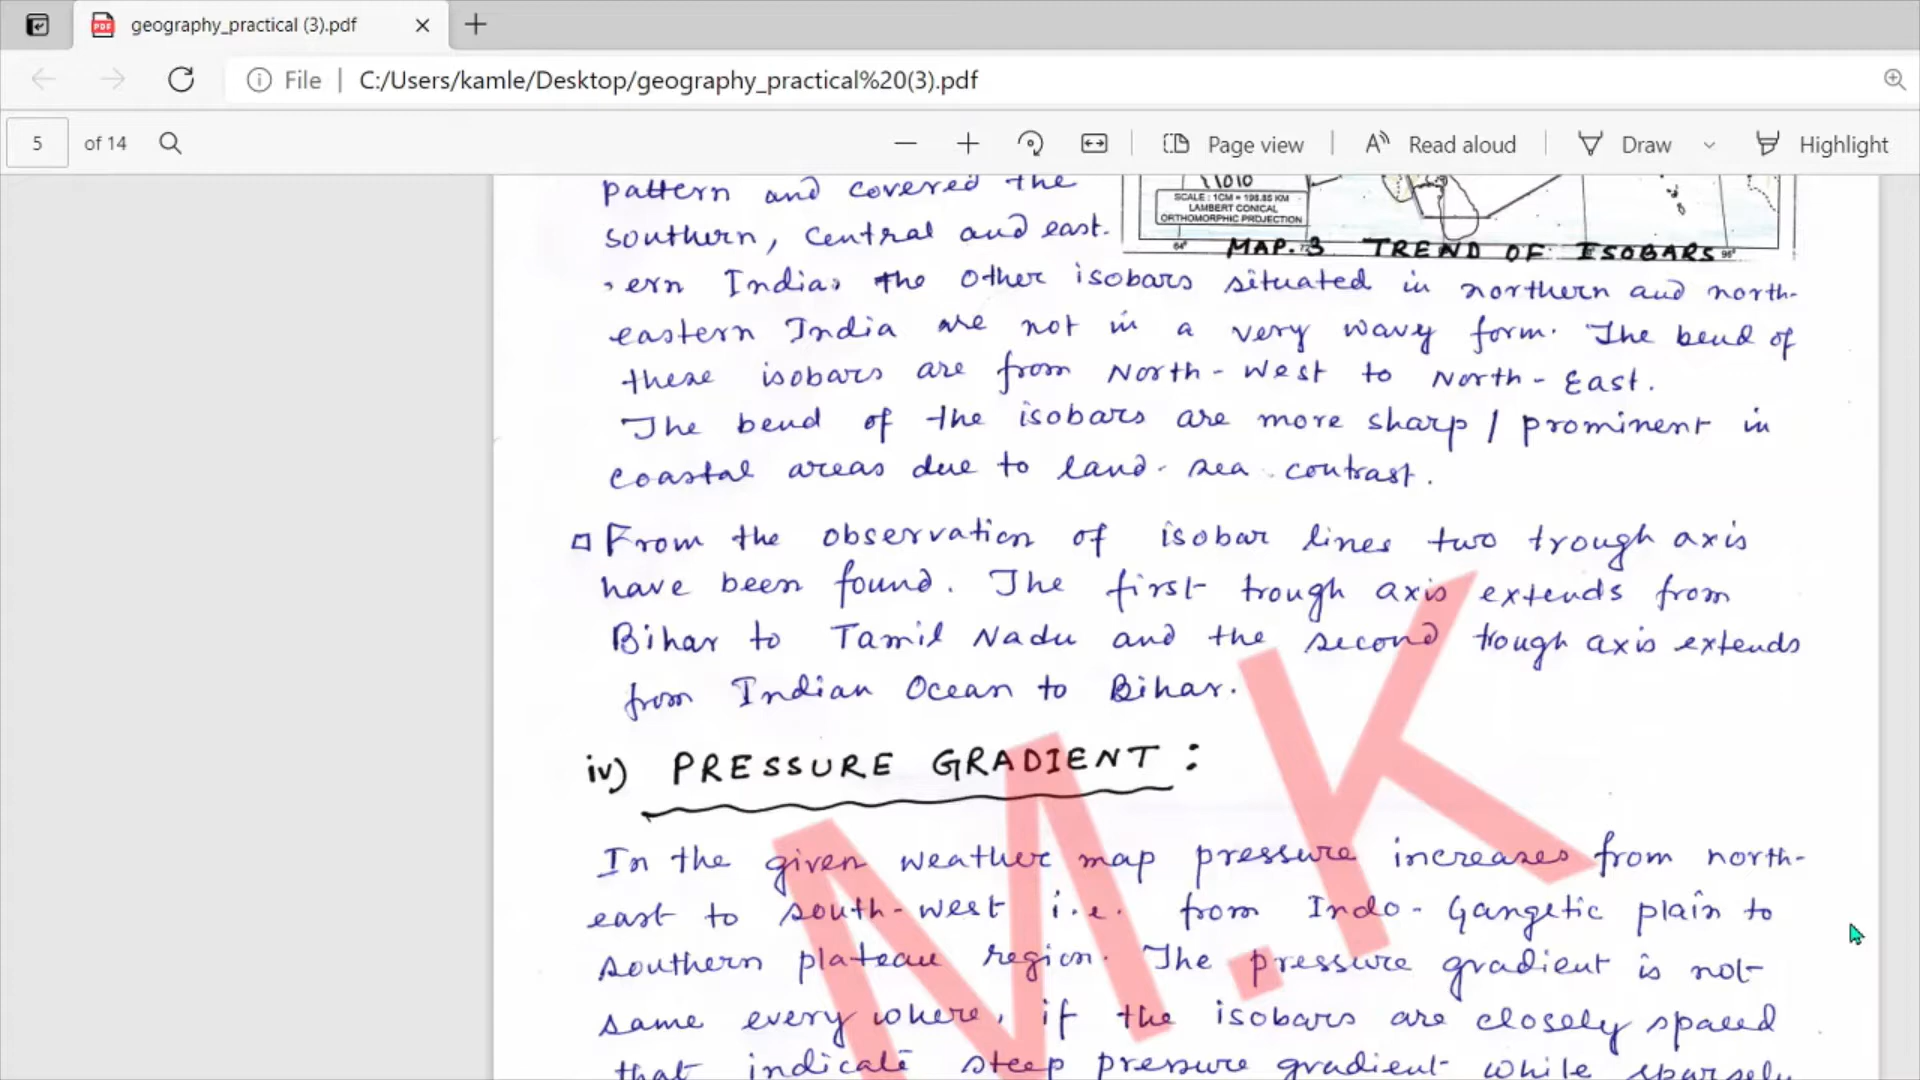 geography_practical (3).pdf
File | C:/Users/kamle/Desktop/geography_practical%20(3).pdf
5 of 14 Page view Read aloud Draw Highlight
pattern and covered the
11010
SCALE : 1CM = 198.85 KM
LAMBERT CONICAL
ORTHOMORPHIC PROJECTION
southern, central and east.
MAP. 3 TREND OF ISOBARS
ern India, the other isobars situated in northern and north-
eastern India are not in a very wavy form. The bend of
these isobars are from North-West to North-East.
The bend of the isobars are more sharp / prominent in
coastal areas due to land-sea contrast.
From the observation of isobar lines two trough axis
have been found. The first trough axis extends from
Bihar to Tamil Nadu and the second trough axis extends
from Indian Ocean to Bihar.
iv) PRESSURE GRADIENT :
In the given weather map pressure increases from north-
east to south-west i.e. from Indo-Gangetic plain to
southern plateau region. The pressure gradient is not
same every where, if the isobars are closely spaced
that indicate steep pressure gradient while sparsely
M.K